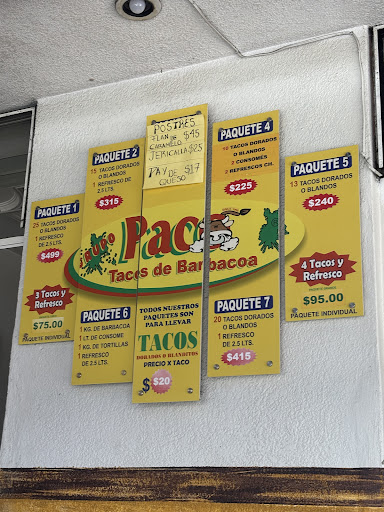 PAQUETE 1
25 TACOS DORADOS
O BLANDOS
1 REFRESCO
DE 2.5 LTS.
$499
3 Tacos y
Refresco
$75.00
PAQUETE INDIVIDUAL
PAQUETE 2
15 TACOS DORADOS
O BLANDOS
1 REFRESCO DE
2.5 LTS.
$315
POSTRES
FLAN DE $45
CARAMELO
JERICALLA $25
PAY DE $17
QUESO
PAQUETE 4
10 TACOS DORADOS
O BLANDOS
2 CONSOMÉS
2 REFRESCOS CH.
$225
PAQUETE 5
13 TACOS DORADOS
O BLANDOS
$240
4 Tacos y
Refresco
$95.00
PAQUETE INDIVIDUAL
Paco
Tacos de Barbacoa
PAQUETE 6
1 KG. DE BARBACOA
1 LT. DE CONSOME
1 KG. DE TORTILLAS
1 REFRESCO
DE 2.5 LTS.
TODOS NUESTROS
PAQUETES SON
PARA LLEVAR
TACOS
DORADOS O BLANDITOS
PRECIO X TACO
$ $20
PAQUETE 7
20 TACOS DORADOS
O BLANDOS
1 REFRESCO
DE 2.5 LTS.
$415